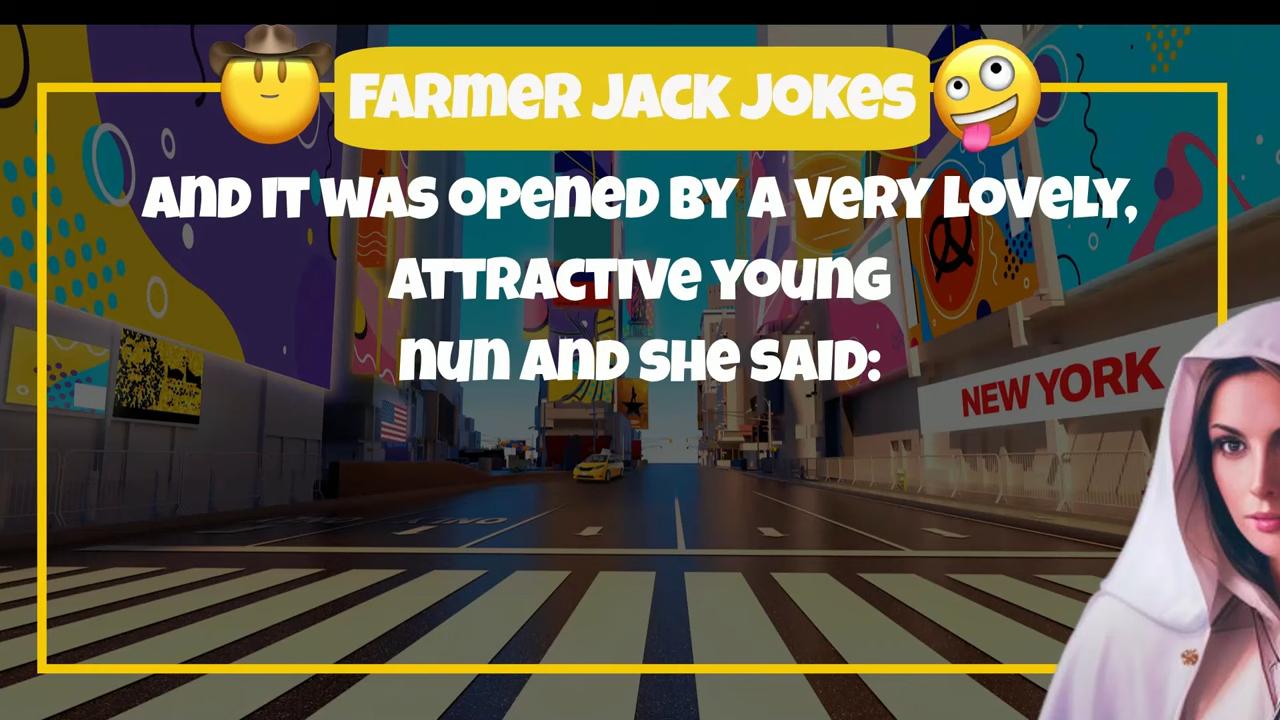 FARMER JACK JOKES
AND IT WAS OPENED BY A VERY LOVELY,
ATTRACTIVE YOUNG
NUN AND SHE SAID:
NEW YORK